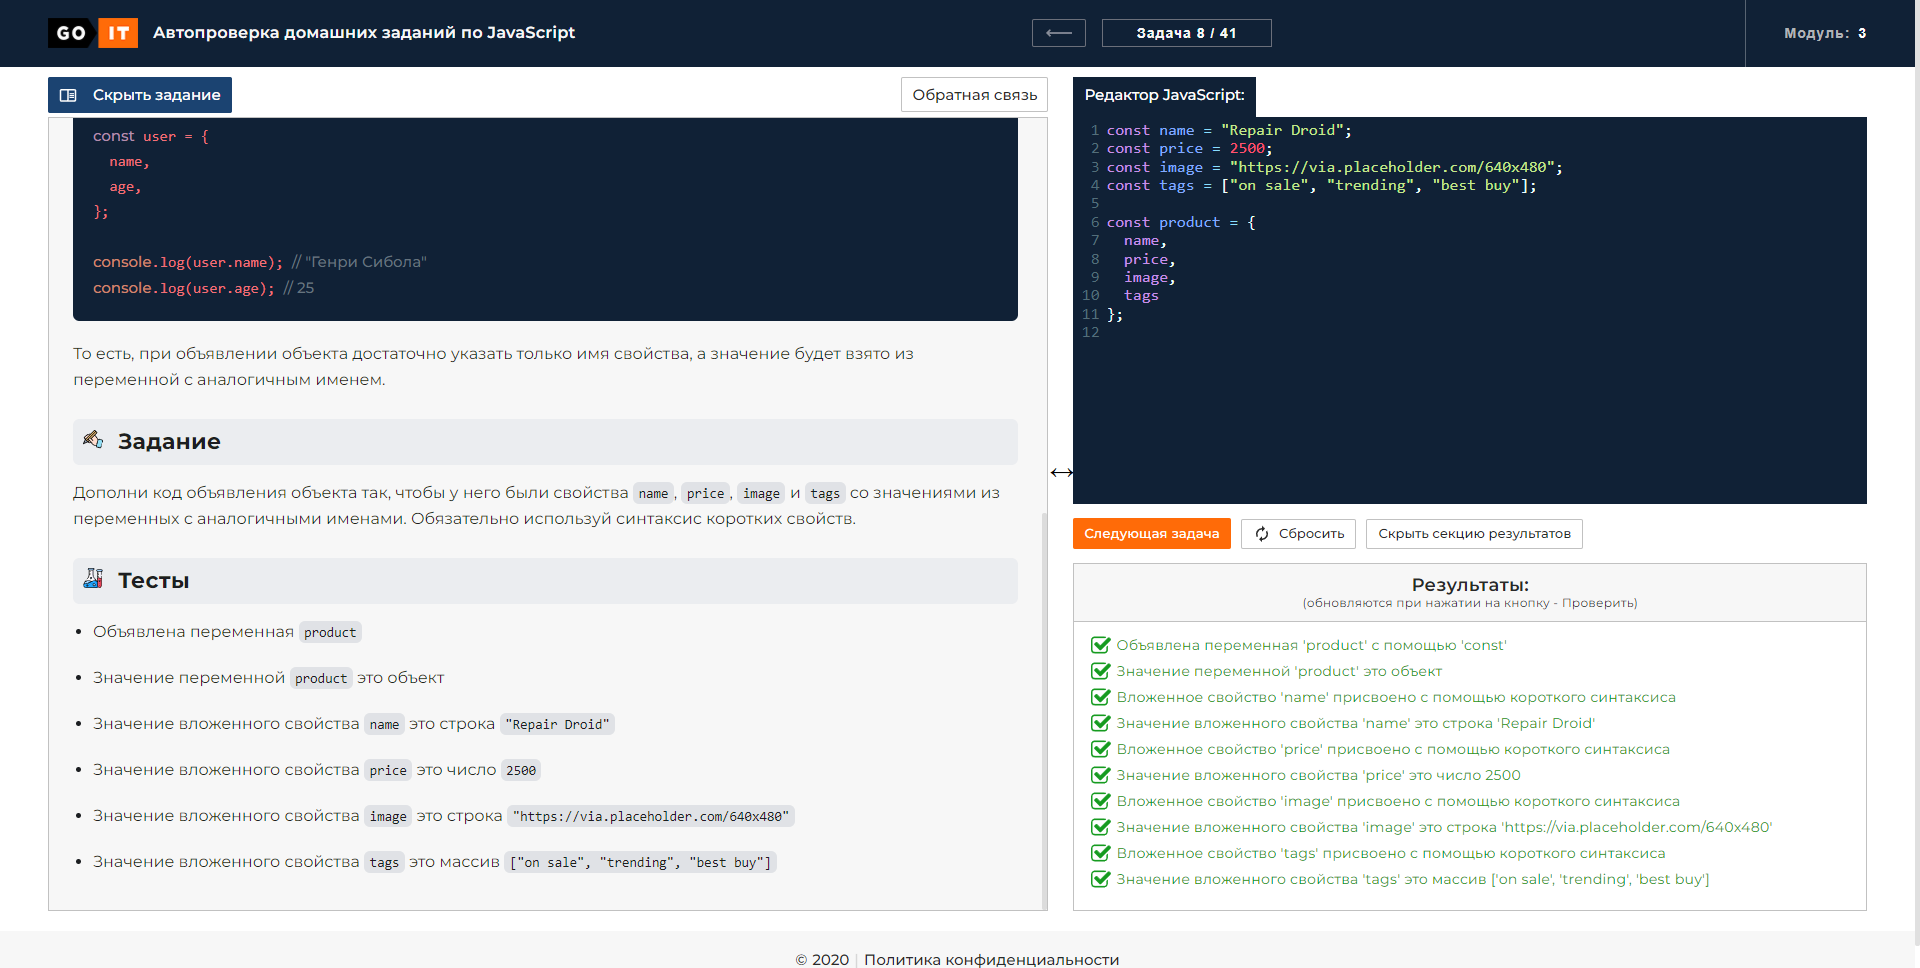 GO IT
Автопроверка домашних заданий по JavaScript
Задача 8 / 41
Модуль: 3
Скрыть задание
Обратная связь
const user = {
name,
age,
};
console.log(user.name); // "Генри Сибола"
console.log(user.age); // 25
То есть, при объявлении объекта достаточно указать только имя свойства, а значение будет взято из
переменной с аналогичным именем.
Задание
Дополни код объявления объекта так, чтобы у него были свойства name, price, image и tags со значениями из
переменных с аналогичными именами. Обязательно используй синтаксис коротких свойств.
Тесты
• Объявлена переменная product
• Значение переменной product это объект
• Значение вложенного свойства name это строка "Repair Droid"
• Значение вложенного свойства price это число 2500
• Значение вложенного свойства image это строка "https://via.placeholder.com/640x480"
• Значение вложенного свойства tags это массив ["on sale", "trending", "best buy"]
Редактор JavaScript:
1 const name = "Repair Droid";
2 const price = 2500;
3 const image = "https://via.placeholder.com/640x480";
4 const tags = ["on sale", "trending", "best buy"];
5
6 const product = {
7 name,
8 price,
9 image,
10 tags
11 };
12
Следующая задача
Сбросить
Скрыть секцию результатов
Результаты:
(обновляются при нажатии на кнопку - Проверить)
Объявлена переменная 'product' с помощью 'const'
Значение переменной 'product' это объект
Вложенное свойство 'name' присвоено с помощью короткого синтаксиса
Значение вложенного свойства 'name' это строка 'Repair Droid'
Вложенное свойство 'price' присвоено с помощью короткого синтаксиса
Значение вложенного свойства 'price' это число 2500
Вложенное свойство 'image' присвоено с помощью короткого синтаксиса
Значение вложенного свойства 'image' это строка 'https://via.placeholder.com/640x480'
Вложенное свойство 'tags' присвоено с помощью короткого синтаксиса
Значение вложенного свойства 'tags' это массив ['on sale', 'trending', 'best buy']
© 2020 | Политика конфиденциальности